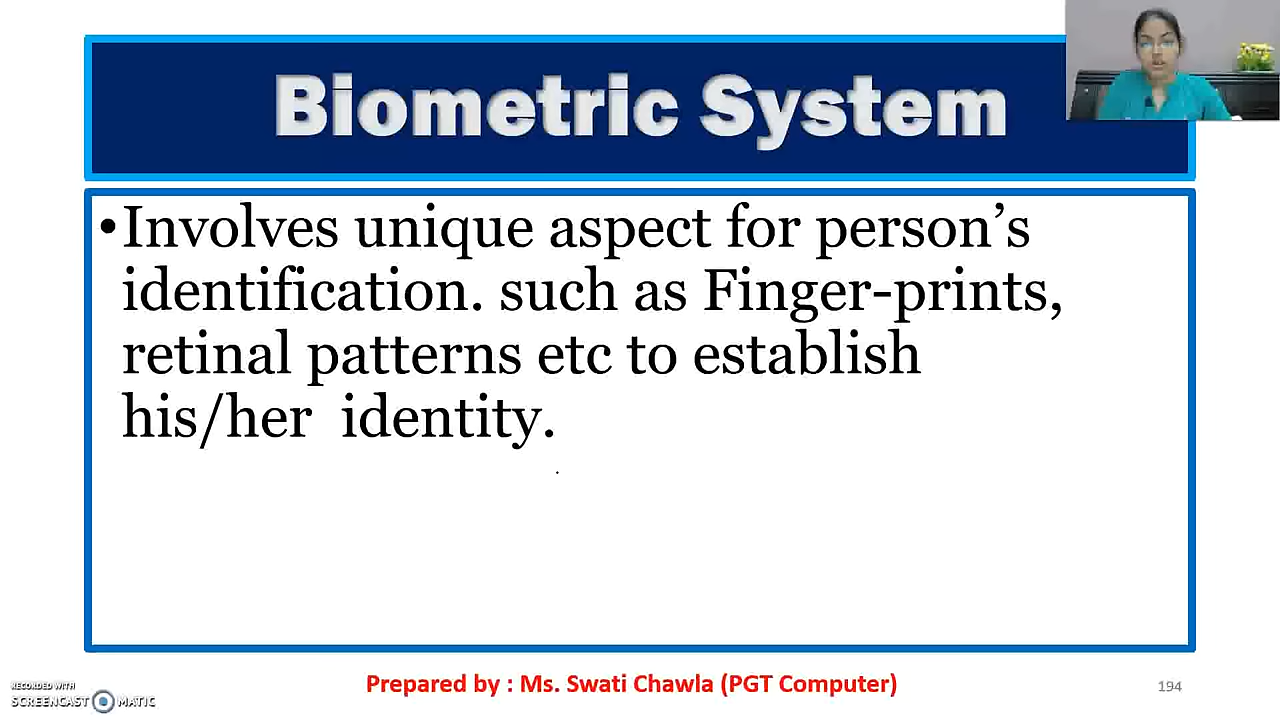 Biometric System
•Involves unique aspect for person’s
identification. such as Finger-prints,
retinal patterns etc to establish
his/her identity.
Prepared by : Ms. Swati Chawla (PGT Computer)
194
RECORDED WITH
SCREENCAST MATIC